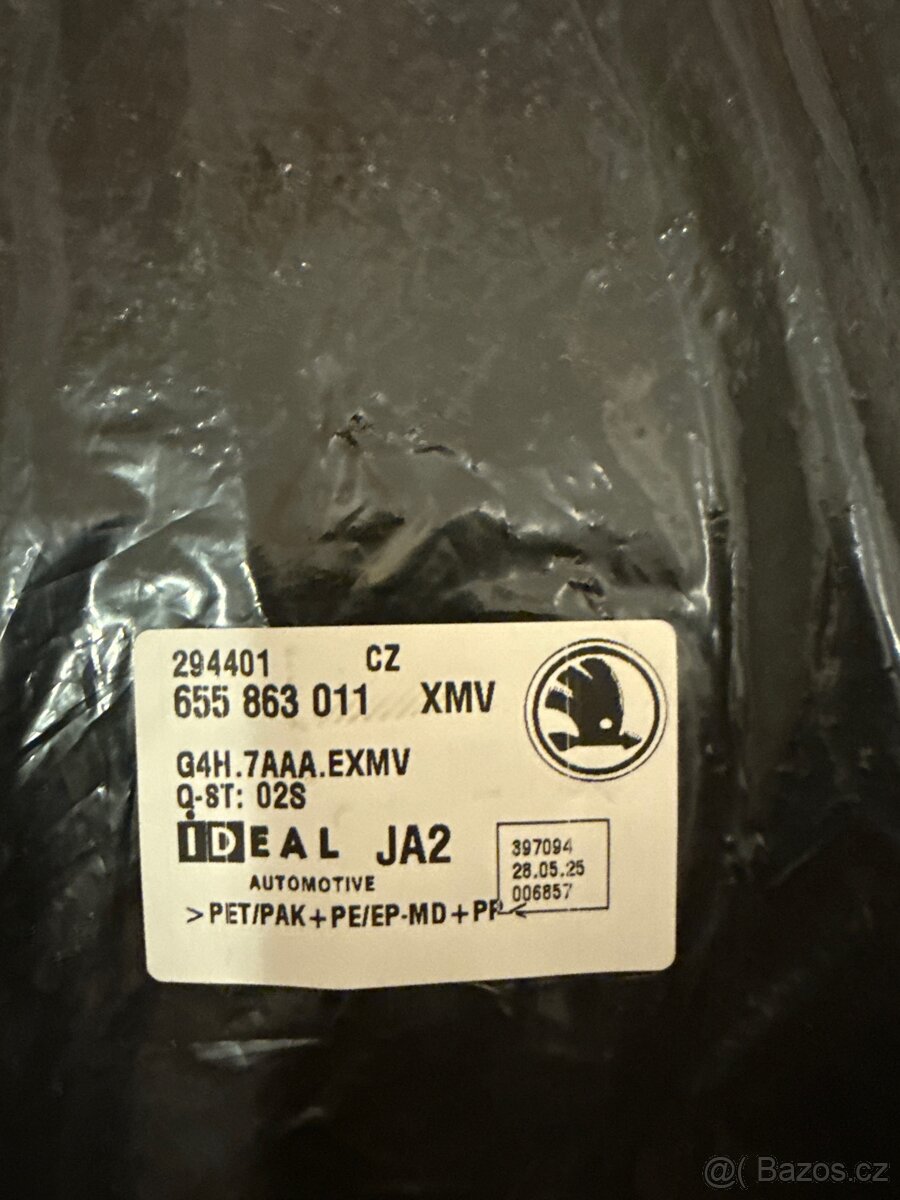 294401 CZ
655 863 011 XMV
G4H.7AAA.EXMV
Q-ST: 02S
iDEAL JA2
AUTOMOTIVE
397094
28.05.25
006857
>PET/PAK+PE/EP-MD+PP<
@( Bazos.cz